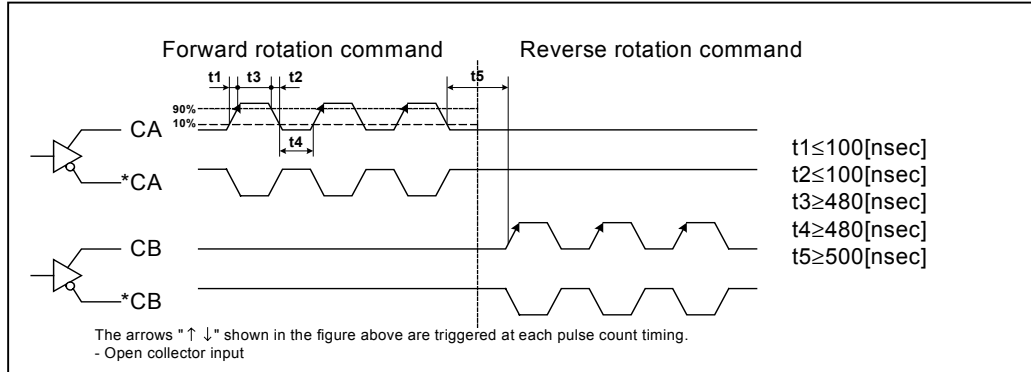 Forward rotation command
Reverse rotation command
t1 t3 t2
t5
90%
10%
CA
t4
*CA
CB
*CB
t1≤100[nsec]
t2≤100[nsec]
t3≥480[nsec]
t4≥480[nsec]
t5≥500[nsec]
The arrows "↑ ↓" shown in the figure above are triggered at each pulse count timing.
- Open collector input